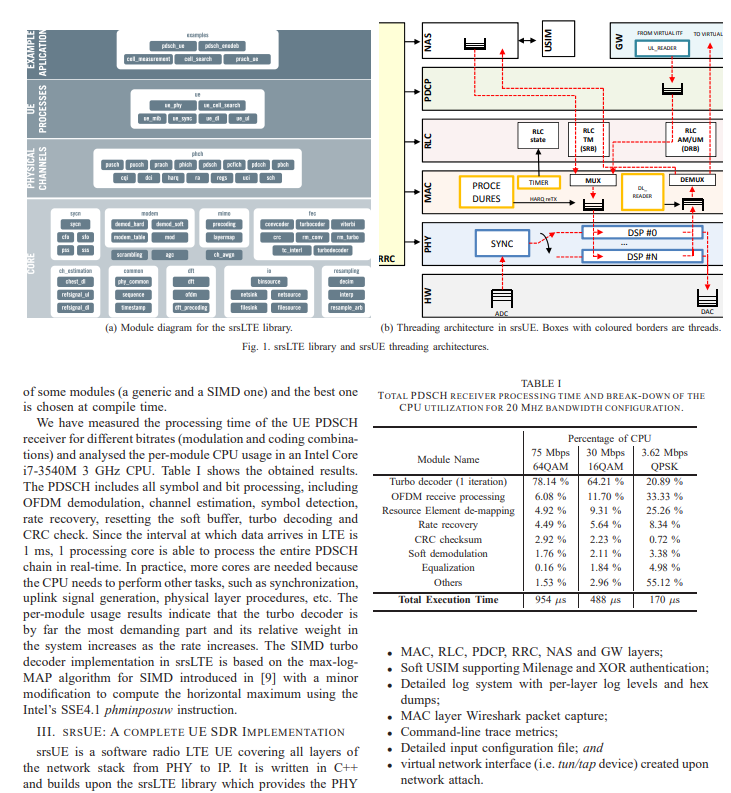 EXAMPLE
APLICATION
examples
pdsch_ue pdsch_enodeb
cell_measurement cell_search prach_ue
UE
PROCESSES
ue
ue_phy ue_cell_search
ue_mib ue_sync ue_dl ue_ul
PHYSICAL
CHANNELS
phch
pusch pucch prach phich pdsch pcfich pdcch pbch
cqi dci harq ra regs uci sch
CORE
sycn
sycn
cfo sfo
pss sss
modem
demod_hard demod_soft
modem_table mod
scrambling agc
mimo
precoding
layermap
ch_awgn
fec
convcoder turbocoder viterbi
crc rm_conv rm_turbo
tc_interl turbodecoder
ch_estimation
chest_dl
refsignal_ul
refsignal_dl
common
phy_common
sequence
timestamp
dft
dft
ofdm
dft_precoding
io
binsource
netsink netsource
filesink filesource
resampling
decim
interp
resample_arb
(a) Module diagram for the srsLTE library.
RRC
NAS
USIM
GW
FROM VIRTUAL ITF TO VIRTUAL
UL_READER
PDCP
RLC
RLC
state
RLC
TM
(SRB)
RLC
AM/UM
(DRB)
MAC
PROCE
DURES
TIMER
HARQ reTX
MUX
DL_
READER
DEMUX
PHY
SYNC
DSP #0
...
DSP #N
HW
ADC
DAC
(b) Threading architecture in srsUE. Boxes with coloured borders are threads.
Fig. 1. srsLTE library and srsUE threading architectures.
of some modules (a generic and a SIMD one) and the best one
is chosen at compile time.
We have measured the processing time of the UE PDSCH
receiver for different bitrates (modulation and coding combina-
tions) and analysed the per-module CPU usage in an Intel Core
i7-3540M 3 GHz CPU. Table I shows the obtained results.
The PDSCH includes all symbol and bit processing, including
OFDM demodulation, channel estimation, symbol detection,
rate recovery, resetting the soft buffer, turbo decoding and
CRC check. Since the interval at which data arrives in LTE is
1 ms, 1 processing core is able to process the entire PDSCH
chain in real-time. In practice, more cores are needed because
the CPU needs to perform other tasks, such as synchronization,
uplink signal generation, physical layer procedures, etc. The
per-module usage results indicate that the turbo decoder is
by far the most demanding part and its relative weight in
the system increases as the rate increases. The SIMD turbo
decoder implementation in srsLTE is based on the max-log-
MAP algorithm for SIMD introduced in [9] with a minor
modification to compute the horizontal maximum using the
Intel's SSE4.1 phminposuw instruction.
III. SRSUE: A COMPLETE UE SDR IMPLEMENTATION
srsUE is a software radio LTE UE covering all layers of
the network stack from PHY to IP. It is written in C++
and builds upon the srsLTE library which provides the PHY
TABLE I
TOTAL PDSCH RECEIVER PROCESSING TIME AND BREAK-DOWN OF THE
CPU UTILIZATION FOR 20 MHZ BANDWIDTH CONFIGURATION.
Percentage of CPU
Module Name 75 Mbps 30 Mbps 3.62 Mbps
64QAM 16QAM QPSK
Turbo decoder (1 iteration) 78.14 % 64.21 % 20.89 %
OFDM receive processing 6.08 % 11.70 % 33.33 %
Resource Element de-mapping 4.92 % 9.31 % 25.26 %
Rate recovery 4.49 % 5.64 % 8.34 %
CRC checksum 2.92 % 2.23 % 0.72 %
Soft demodulation 1.76 % 2.11 % 3.38 %
Equalization 0.16 % 1.84 % 4.98 %
Others 1.53 % 2.96 % 55.12 %
Total Execution Time 954 μs 488 μs 170 μs
• MAC, RLC, PDCP, RRC, NAS and GW layers;
• Soft USIM supporting Milenage and XOR authentication;
• Detailed log system with per-layer log levels and hex
dumps;
• MAC layer Wireshark packet capture;
• Command-line trace metrics;
• Detailed input configuration file; and
• virtual network interface (i.e. tun/tap device) created upon
network attach.